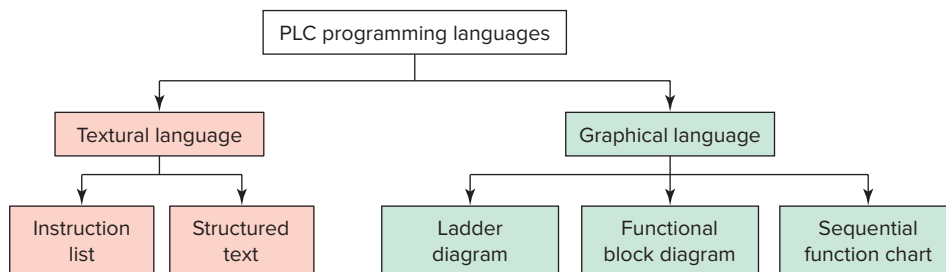 PLC programming languages
Textural language
Graphical language
Instruction
list
Structured
text
Ladder
diagram
Functional
block diagram
Sequential
function chart